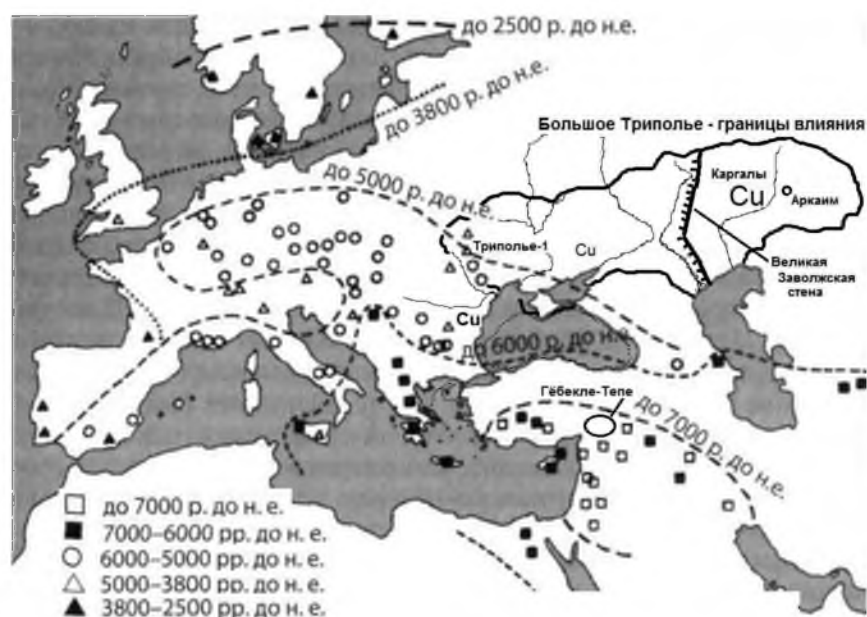 до 2500 р. до н.е.
до 3800 р. до н.е.
до 5000 р. до н.е.
Большое Триполье - границы влияния
Каргалы
Cu
Аркаим
Триполье-1
Cu
Великая
Заволжская
стена
Cu
до 6000 р. до н.е.
Гёбекле-Тепе
до 7000 р. до н.е.
до 7000 р. до н. е.
7000–6000 рр. до н. е.
6000–5000 рр. до н. е.
5000–3800 рр. до н. е.
3800–2500 рр. до н. е.